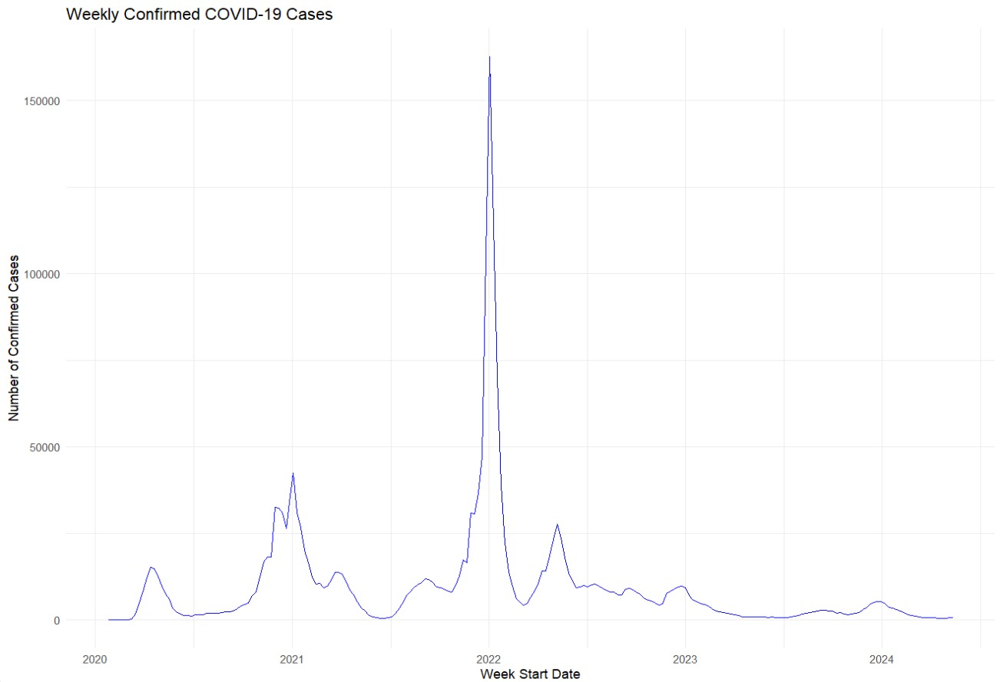 Weekly Confirmed COVID-19 Cases
Number of Confirmed Cases
150000
100000
50000
0
2020 2021 2022 2023 2024
Week Start Date